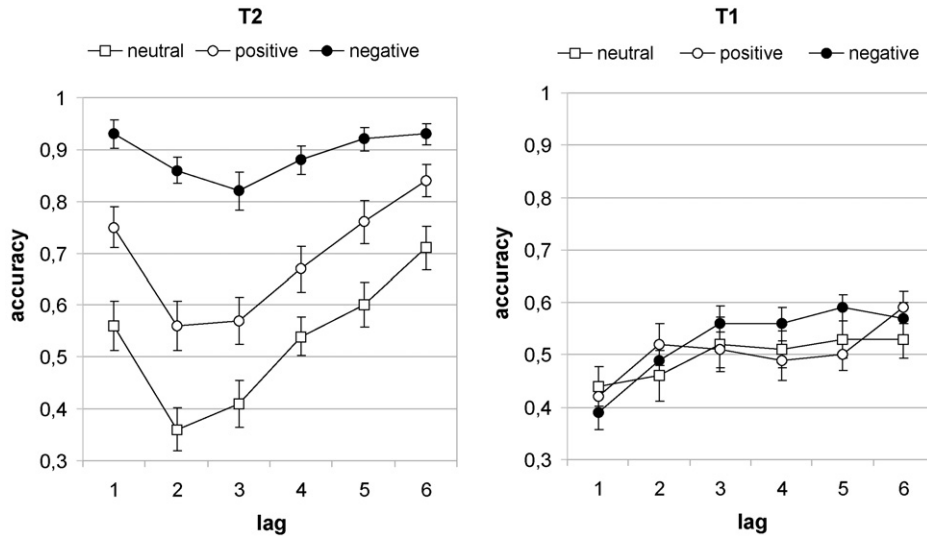 T2
neutral positive negative
1
0,9
0,8
0,7
0,6
0,5
0,4
0,3
accuracy
1 2 3 4 5 6
lag
T1
neutral positive negative
1
0,9
0,8
0,7
0,6
0,5
0,4
0,3
accuracy
1 2 3 4 5 6
lag